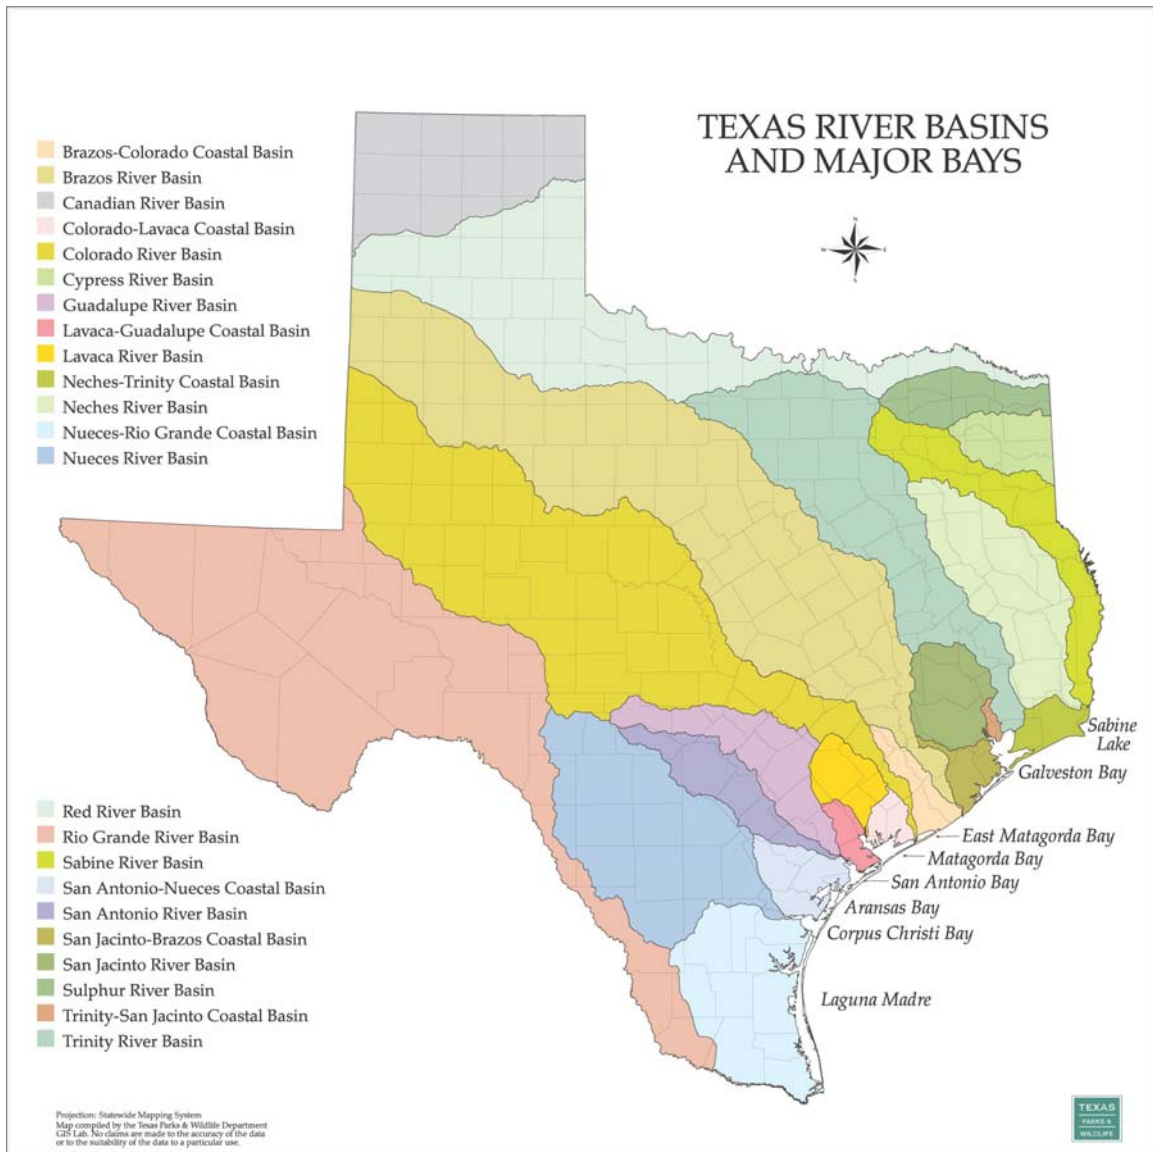 TEXAS RIVER BASINS
AND MAJOR BAYS
N
W
E
S
Brazos-Colorado Coastal Basin
Brazos River Basin
Canadian River Basin
Colorado-Lavaca Coastal Basin
Colorado River Basin
Cypress River Basin
Guadalupe River Basin
Lavaca-Guadalupe Coastal Basin
Lavaca River Basin
Neches-Trinity Coastal Basin
Neches River Basin
Nueces-Rio Grande Coastal Basin
Nueces River Basin
Red River Basin
Rio Grande River Basin
Sabine River Basin
San Antonio-Nueces Coastal Basin
San Antonio River Basin
San Jacinto-Brazos Coastal Basin
San Jacinto River Basin
Sulphur River Basin
Trinity-San Jacinto Coastal Basin
Trinity River Basin
Sabine
Lake
Galveston Bay
East Matagorda Bay
Matagorda Bay
San Antonio Bay
Aransas Bay
Corpus Christi Bay
Laguna Madre
Projection: Statewide Mapping System
Map compiled by the Texas Parks & Wildlife Department
GIS Lab. No claims are made to the accuracy of the data
or to the suitability of the data to a particular use.
TEXAS
PARKS &
WILDLIFE